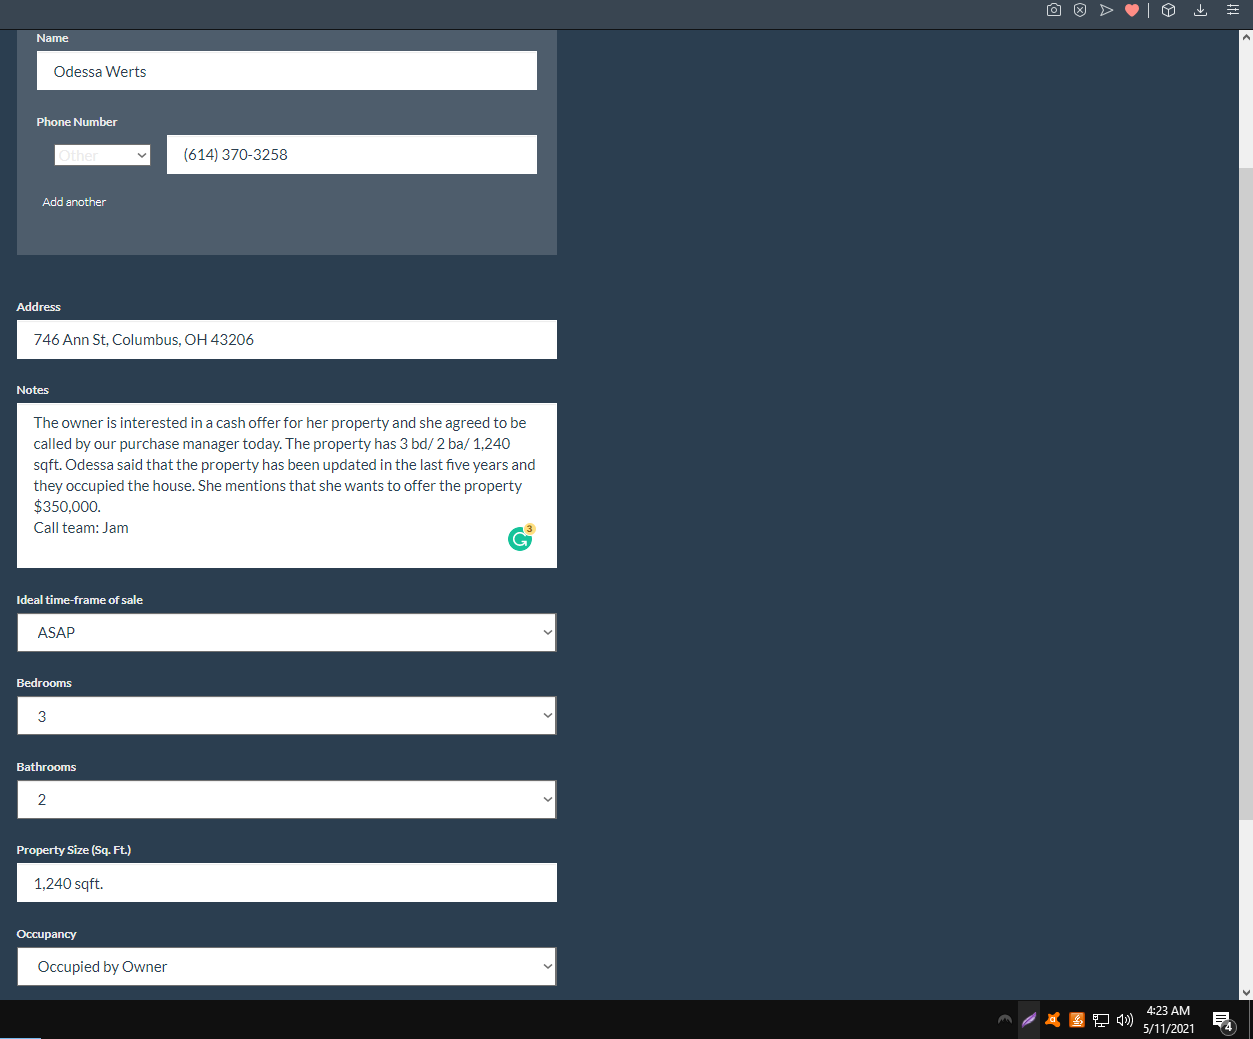 Name
Odessa Werts
Phone Number
Other
(614) 370-3258
Add another
Address
746 Ann St, Columbus, OH 43206
Notes
The owner is interested in a cash offer for her property and she agreed to be
called by our purchase manager today. The property has 3 bd/ 2 ba/ 1,240
sqft. Odessa said that the property has been updated in the last five years and
they occupied the house. She mentions that she wants to offer the property
$350,000.
Call team: Jam
3
Ideal time-frame of sale
ASAP
Bedrooms
3
Bathrooms
2
Property Size (Sq. Ft.)
1,240 sqft.
Occupancy
Occupied by Owner
4:23 AM
5/11/2021
4